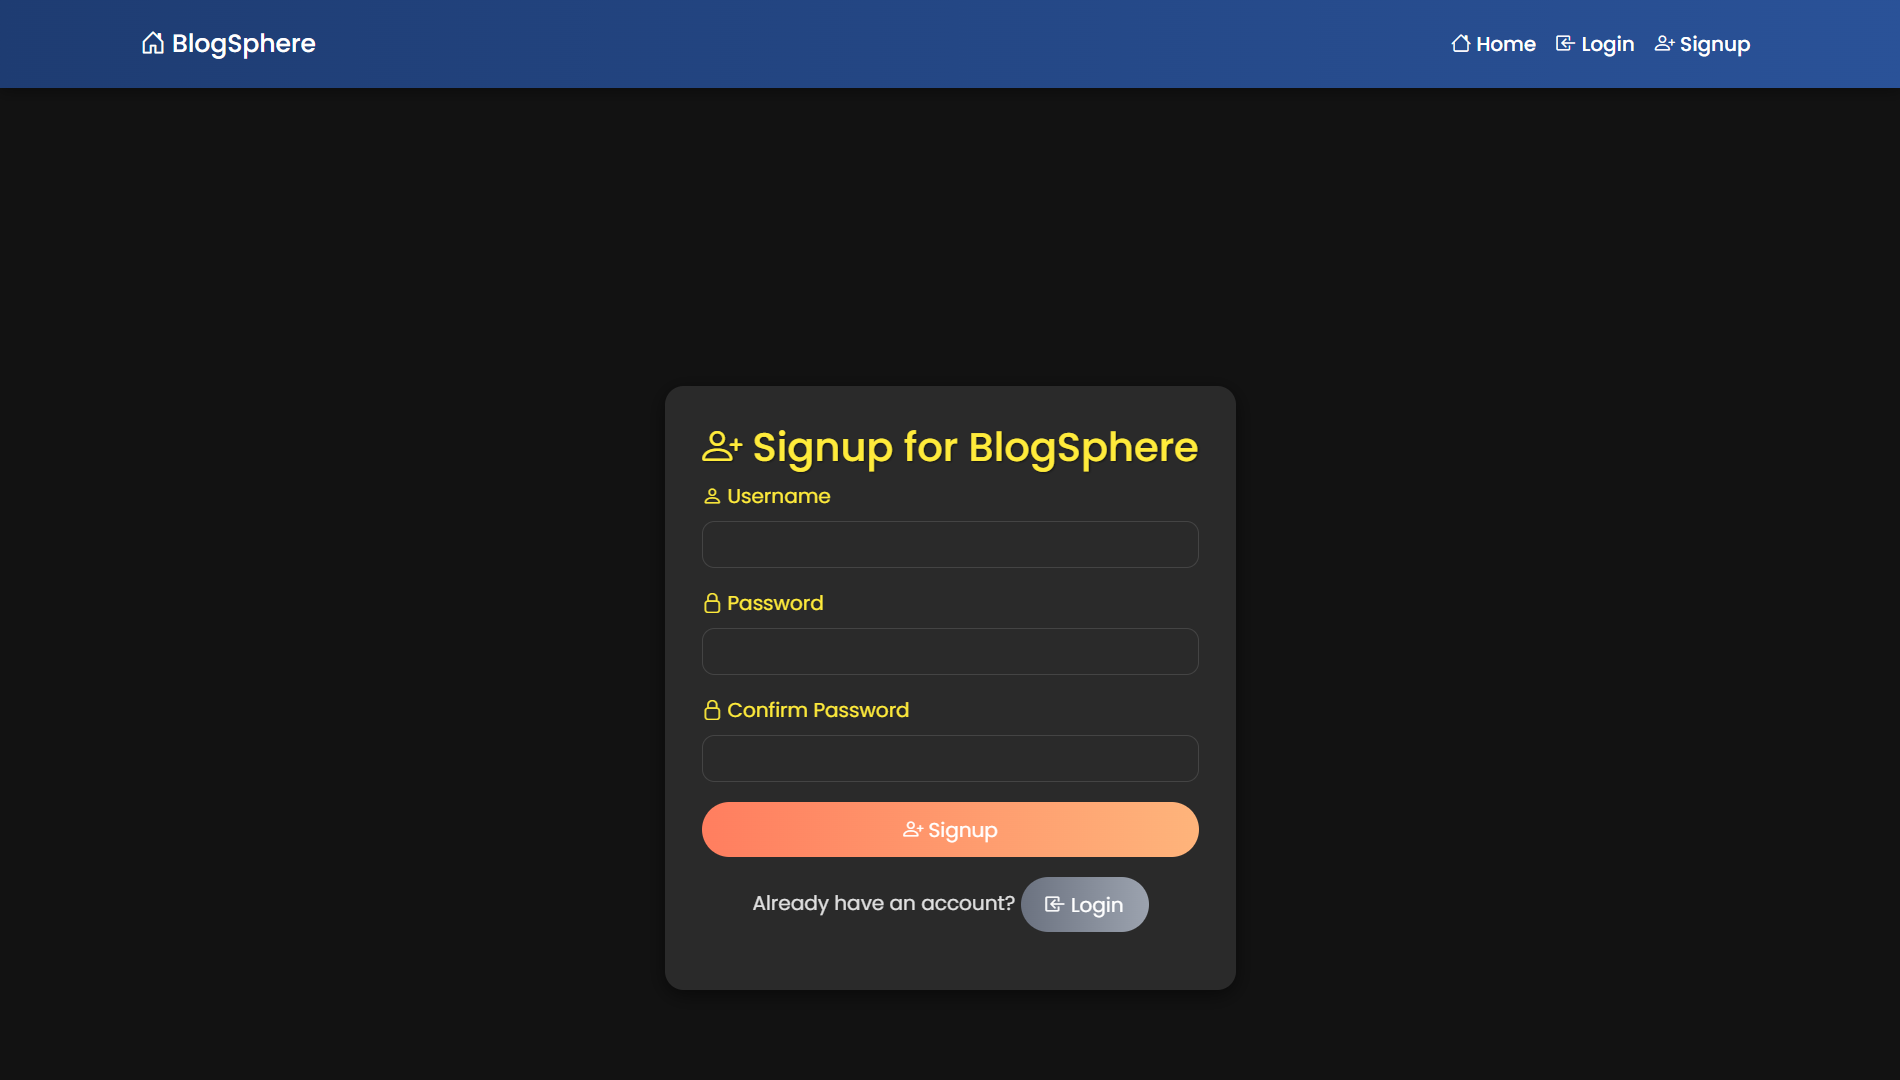 BlogSphere
Home Login Signup
Signup for BlogSphere
Username
Password
Confirm Password
Signup
Already have an account? Login